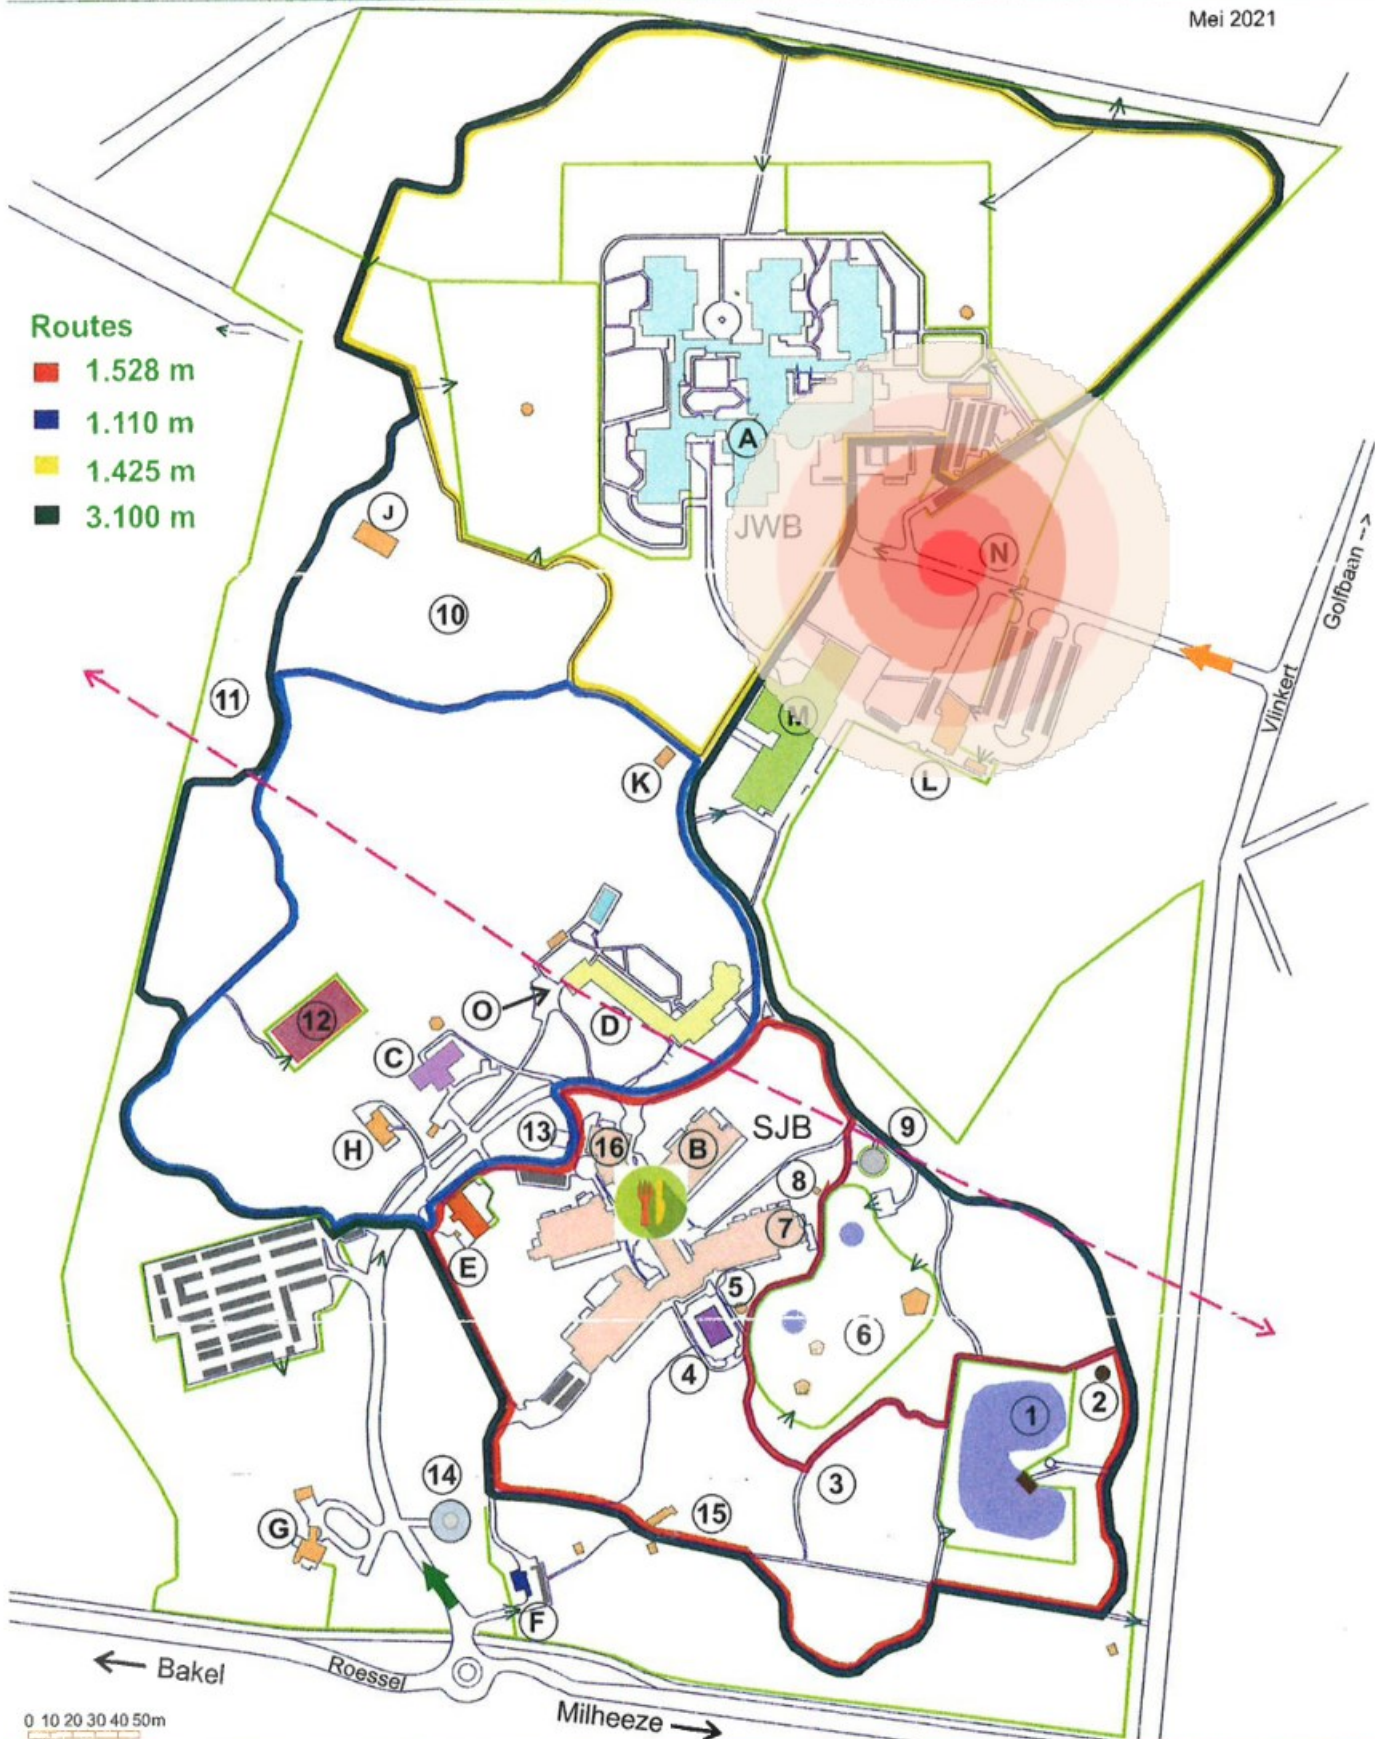 Mei 2021
Routes
1.528 m
1.110 m
1.425 m
3.100 m
A
JWB
N
J
10
Golfbaan
11
Vlinkert
M
K
L
O
D
12
C
13
16
B
SJB
9
H
8
7
E
5
6
4
1
2
14
3
15
G
F
Bakel
Roessel
Milheeze
0 10 20 30 40 50m